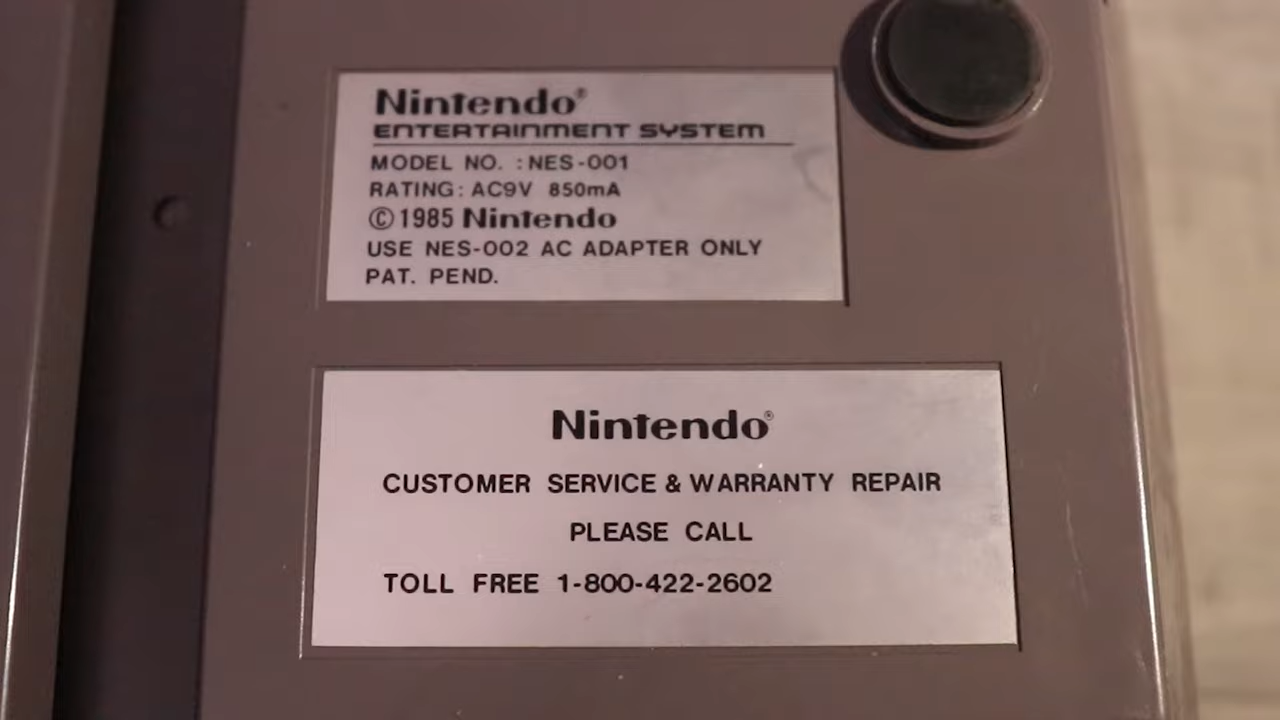 Nintendo®
ENTERTAINMENT SYSTEM
MODEL NO. : NES-001
RATING: AC9V 850mA
© 1985 Nintendo
USE NES-002 AC ADAPTER ONLY
PAT. PEND.
Nintendo®
CUSTOMER SERVICE & WARRANTY REPAIR
PLEASE CALL
TOLL FREE 1-800-422-2602